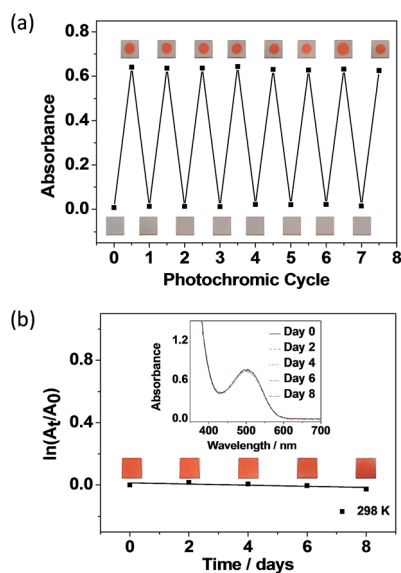 (a)
0.8
0.6
0.4
0.2
0.0
Absorbance
0 1 2 3 4 5 6 7 8
Photochromic Cycle
(b)
1.2
0.8
0.4
0.0
ln(At/A0)
1.2
0.6
0.0
Absorbance
Day 0
Day 2
Day 4
Day 6
Day 8
400 500 600 700
Wavelength / nm
298 K
0 2 4 6 8
Time / days